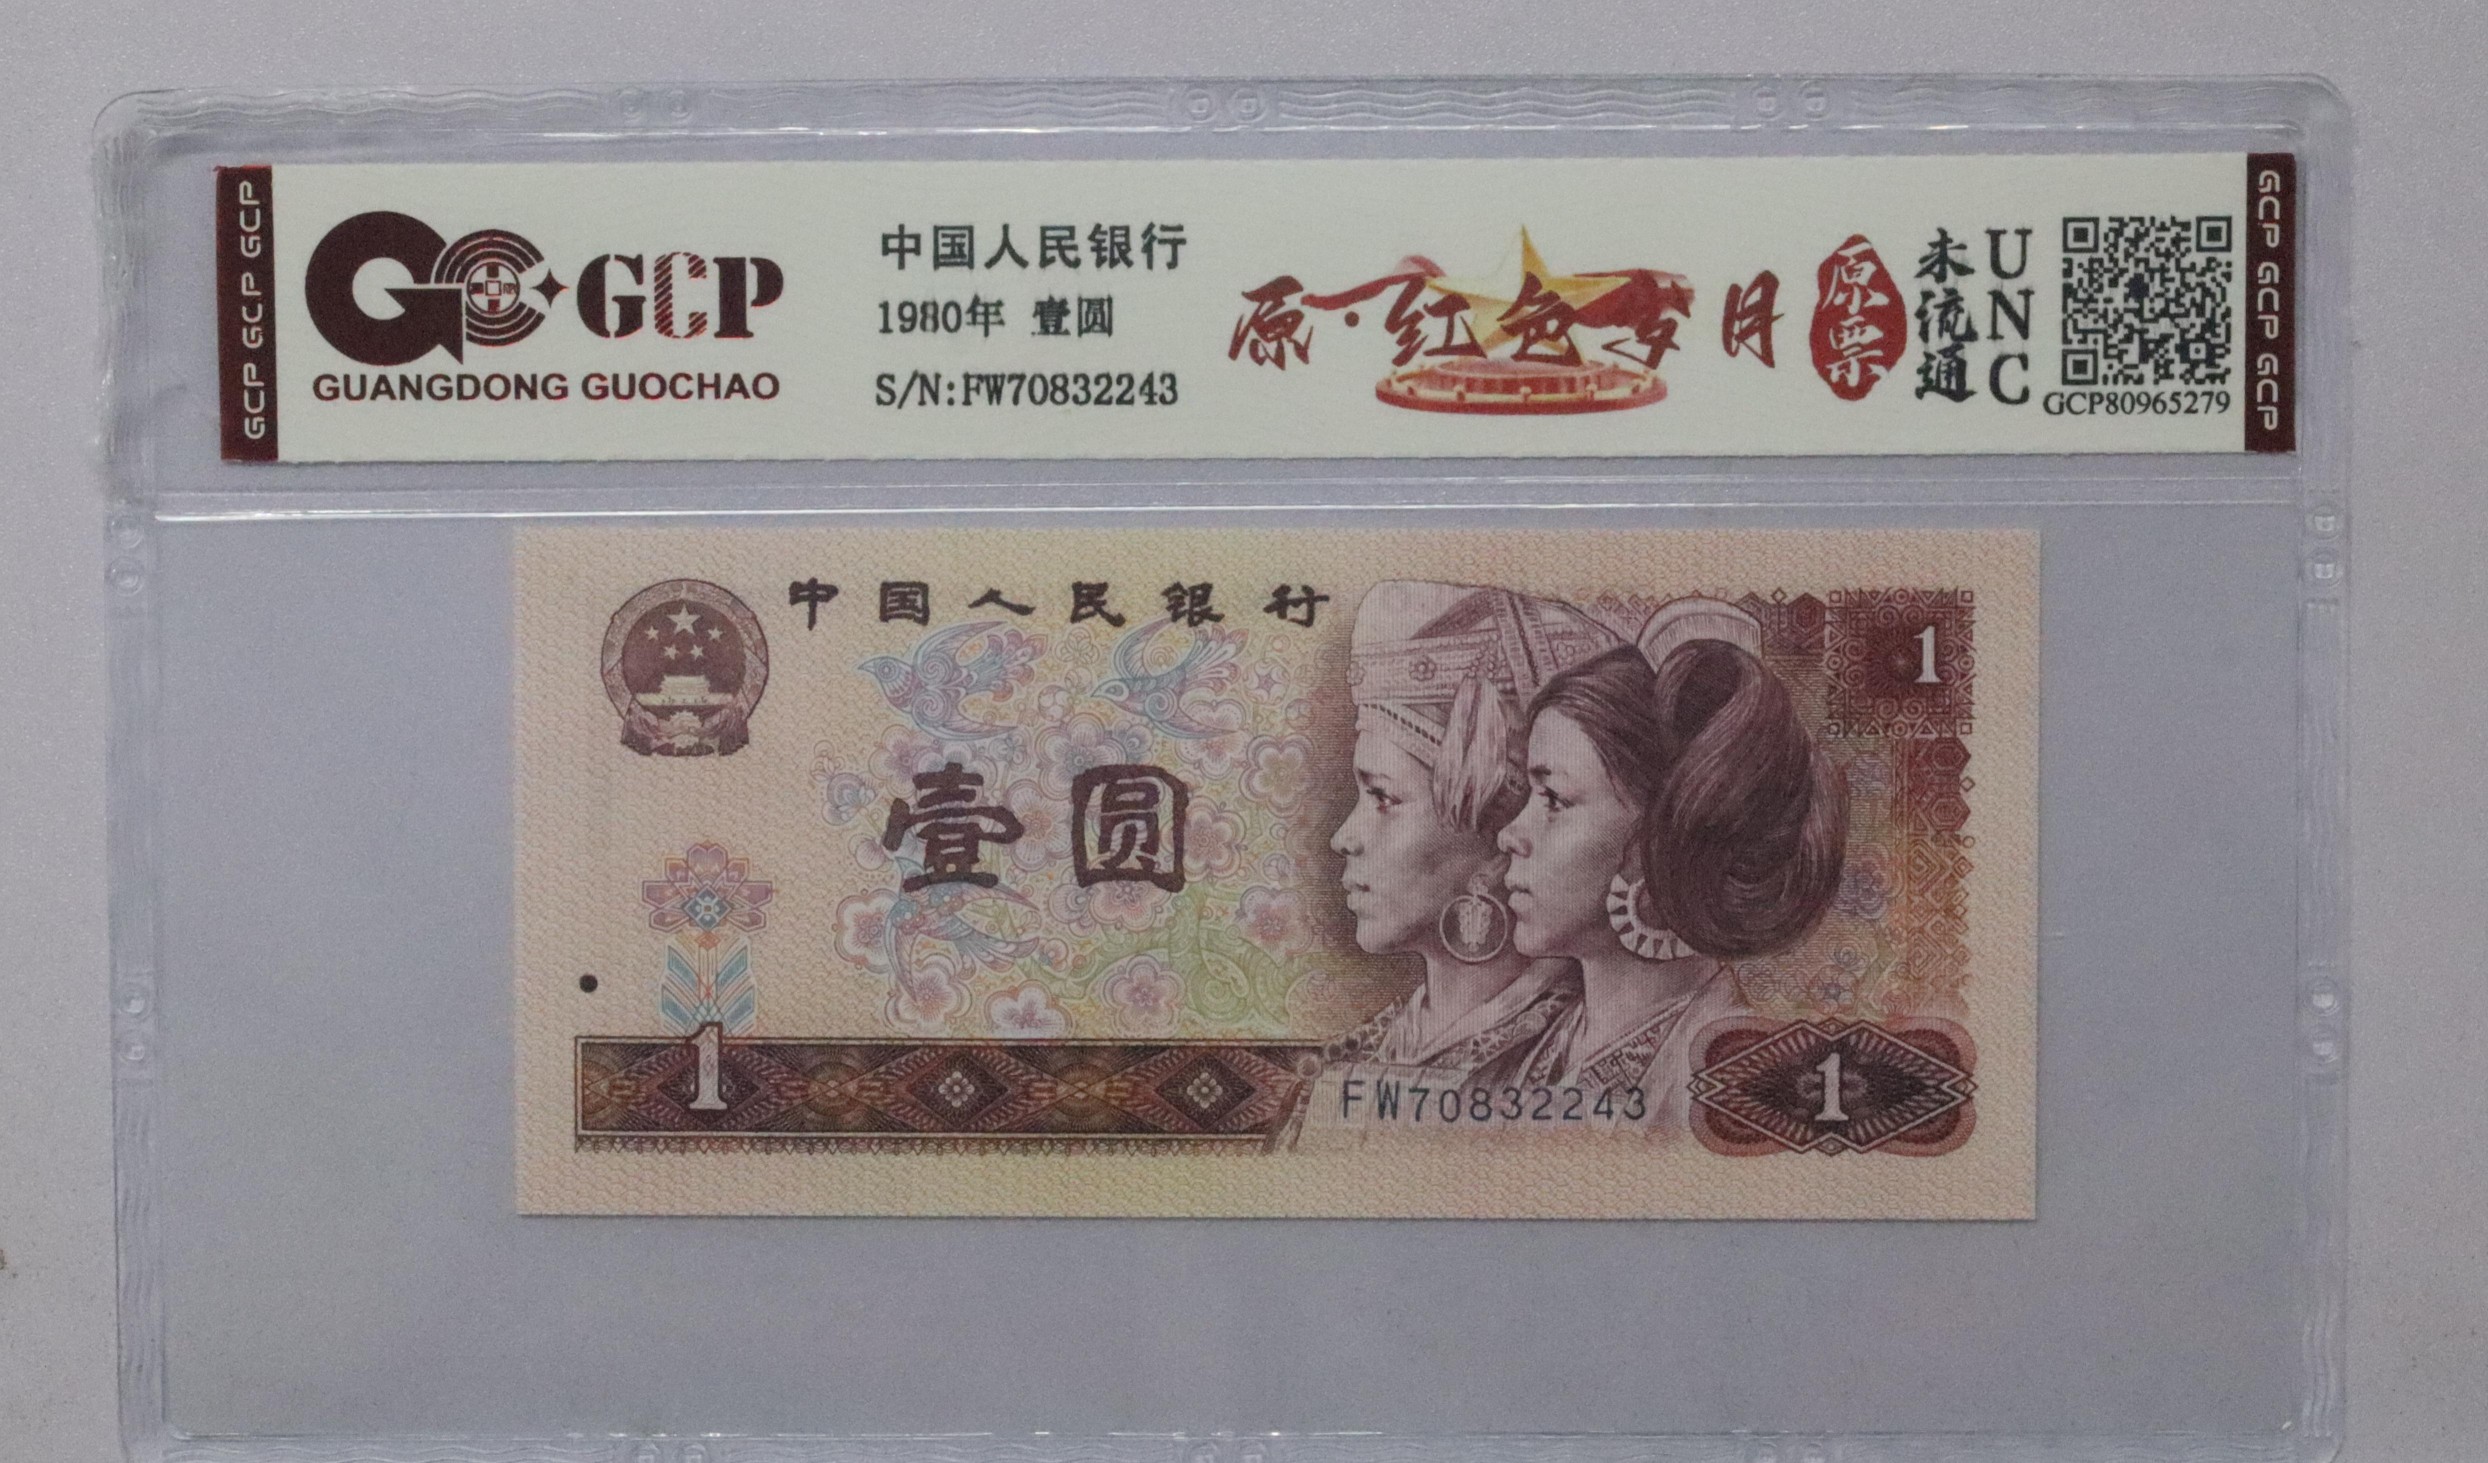 GCP GCP GCP
GCP
GUANGDONG GUOCHAO
中国人民银行
1980年 壹圆
S/N:FW70832243
原·红色岁月
原票
未流通
UNC
GCP80965279
GCP GCP GCP
中国人民银行
1
壹圆
1
FW70832243
1